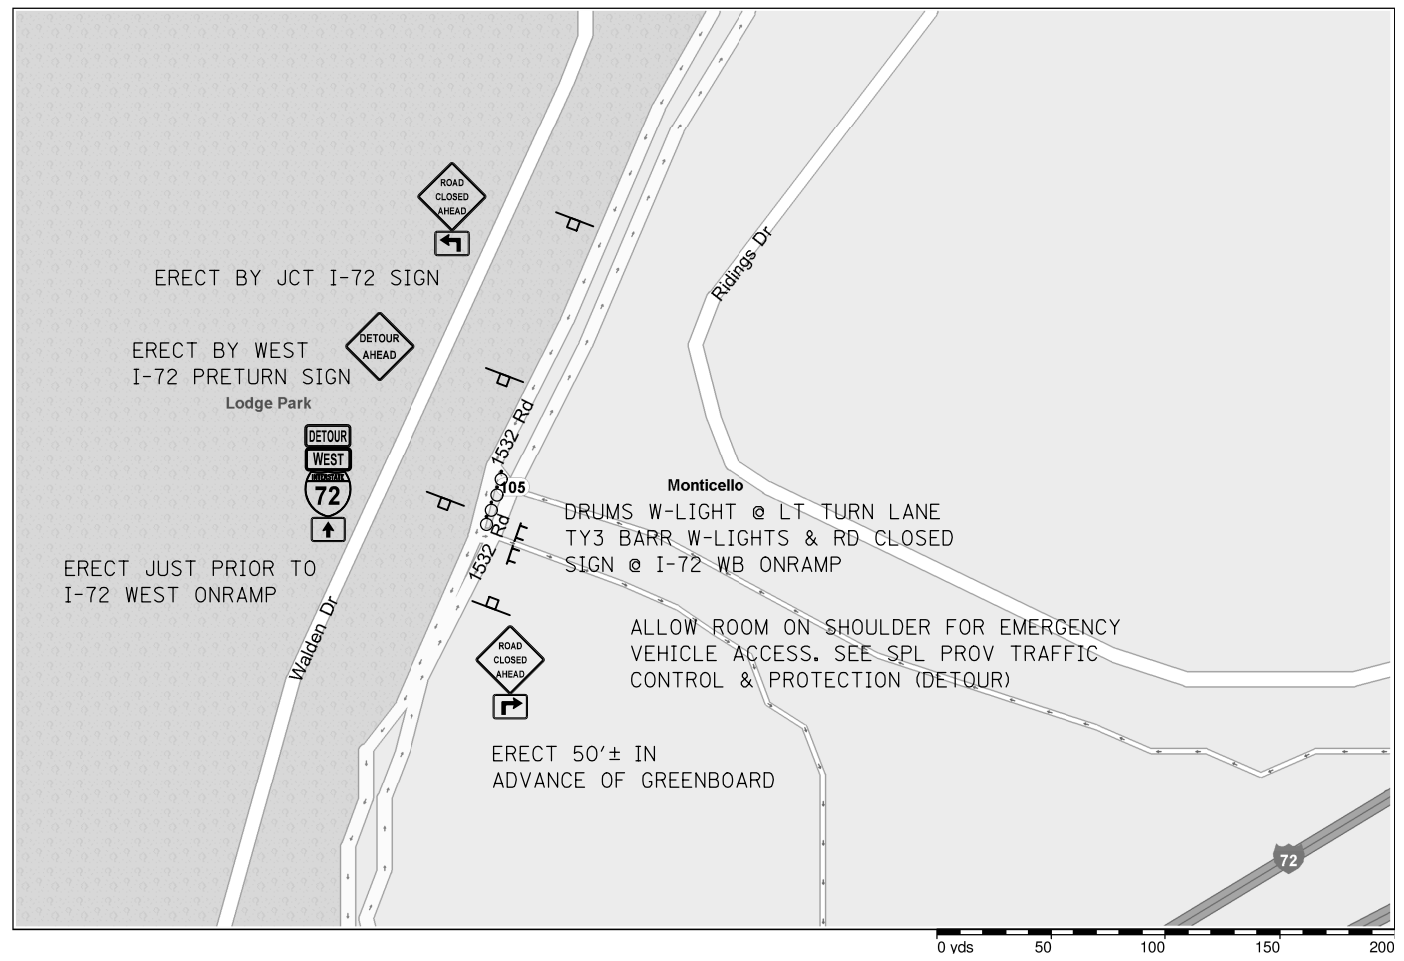 ROAD
CLOSED
AHEAD
ERECT BY JCT I-72 SIGN
Ridings Dr
DETOUR
AHEAD
ERECT BY WEST
I-72 PRETURN SIGN
Lodge Park
1532 Rd
DETOUR
WEST
INTERSTATE
72
105
Monticello
DRUMS W-LIGHT @ LT TURN LANE
TY3 BARR W-LIGHTS & RD CLOSED
SIGN @ I-72 WB ONRAMP
1532 Rd
ERECT JUST PRIOR TO
I-72 WEST ONRAMP
Walden Dr
ALLOW ROOM ON SHOULDER FOR EMERGENCY
VEHICLE ACCESS. SEE SPL PROV TRAFFIC
CONTROL & PROTECTION (DETOUR)
ROAD
CLOSED
AHEAD
ERECT 50'± IN
ADVANCE OF GREENBOARD
72
0 yds 50 100 150 200